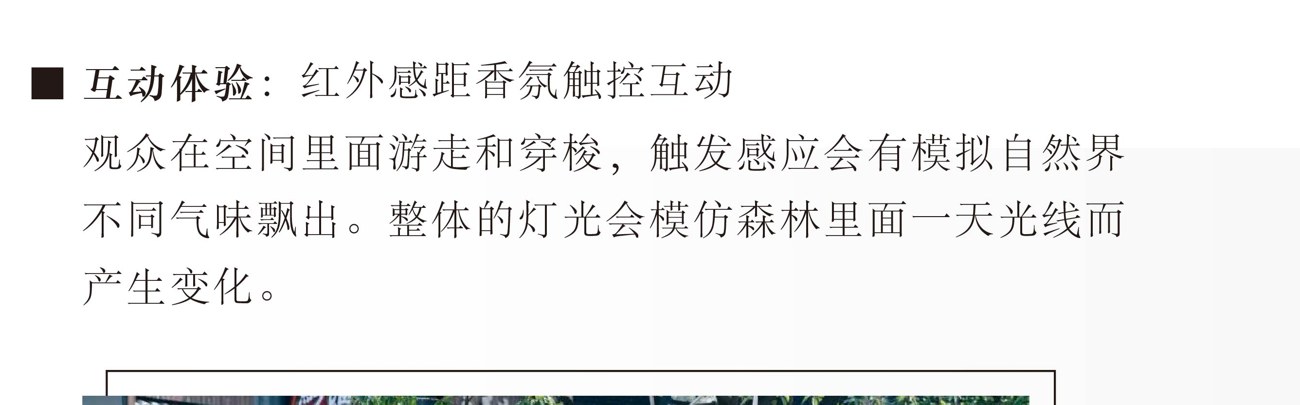 ■ 互动体验：红外感距香氛触控互动
观众在空间里面游走和穿梭，触发感应会有模拟自然界
不同气味飘出。整体的灯光会模仿森林里面一天光线而
产生变化。